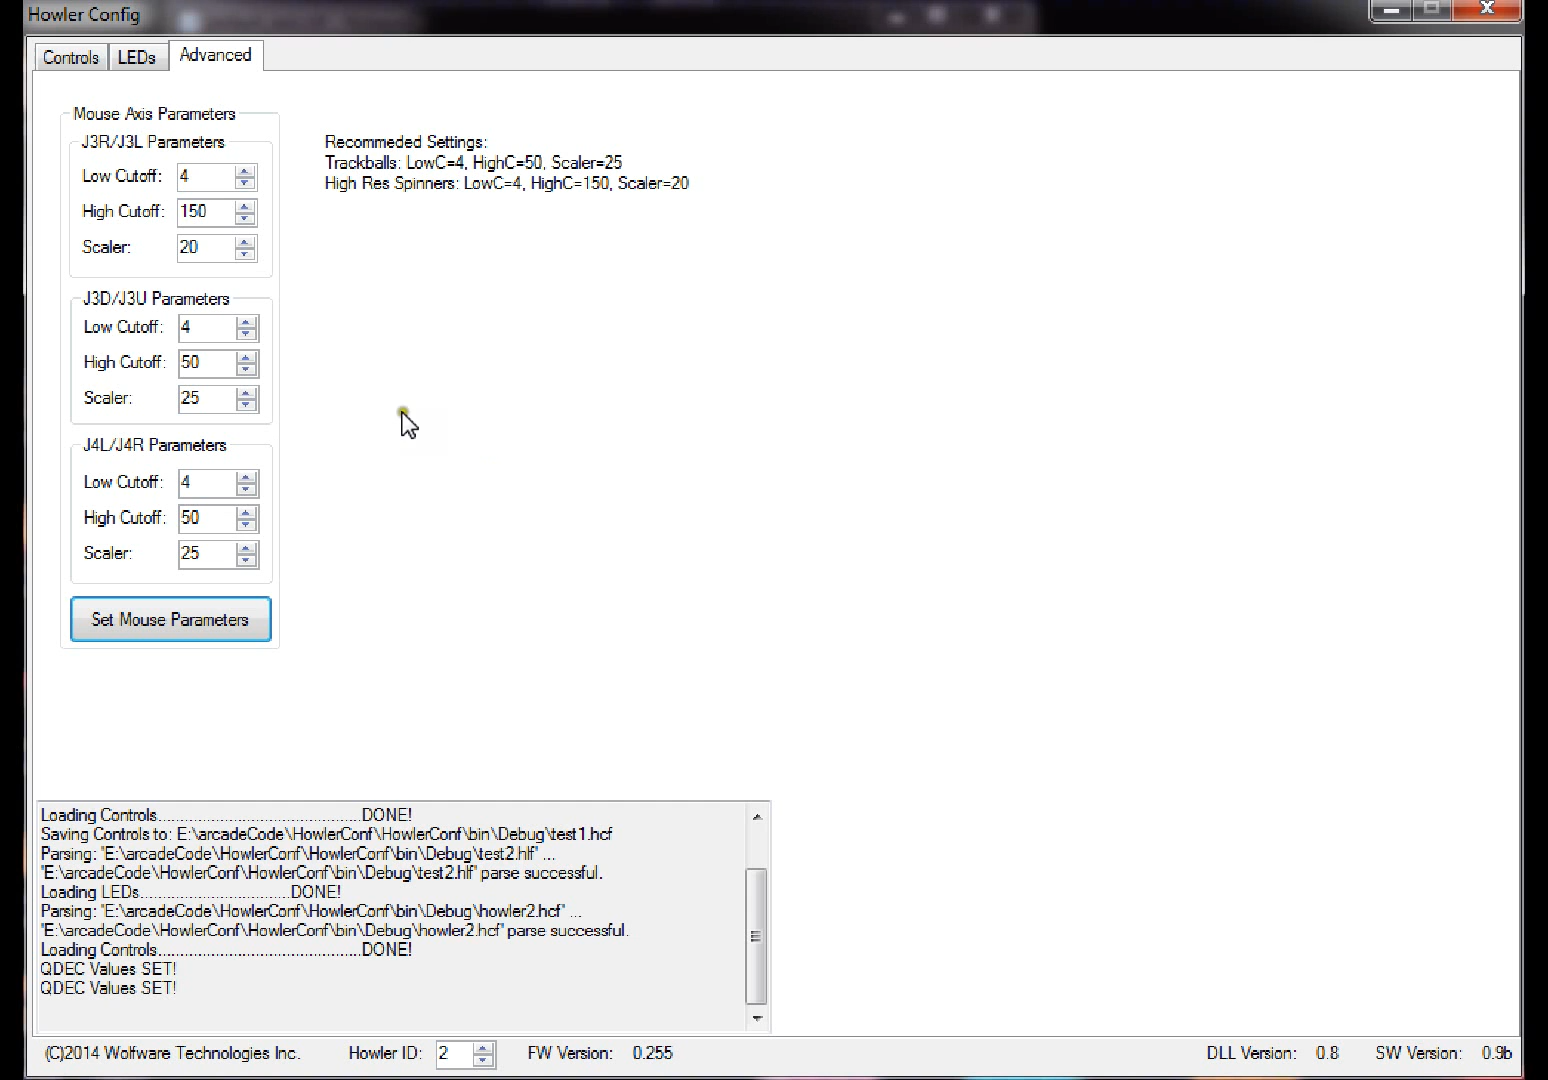 Howler Config
Controls LEDs Advanced
Mouse Axis Parameters
J3R/J3L Parameters
Low Cutoff: 4
High Cutoff: 150
Scaler: 20
J3D/J3U Parameters
Low Cutoff: 4
High Cutoff: 50
Scaler: 25
J4L/J4R Parameters
Low Cutoff: 4
High Cutoff: 50
Scaler: 25
Set Mouse Parameters
Recommeded Settings:
Trackballs: LowC=4, HighC=50, Scaler=25
High Res Spinners: LowC=4, HighC=150, Scaler=20
Loading Controls.............................................DONE!
Saving Controls to: E:\arcadeCode\HowlerConf\HowlerConf\bin\Debug\test1.hcf
Parsing: 'E:\arcadeCode\HowlerConf\HowlerConf\bin\Debug\test2.hlf' ...
'E:\arcadeCode\HowlerConf\HowlerConf\bin\Debug\test2.hlf' parse successful.
Loading LEDs.................................DONE!
Parsing: 'E:\arcadeCode\HowlerConf\HowlerConf\bin\Debug\howler2.hcf' ...
'E:\arcadeCode\HowlerConf\HowlerConf\bin\Debug\howler2.hcf' parse successful.
Loading Controls.............................................DONE!
QDEC Values SET!
QDEC Values SET!
(C)2014 Wolfware Technologies Inc. Howler ID: 2 FW Version: 0.255 DLL Version: 0.8 SW Version: 0.9b